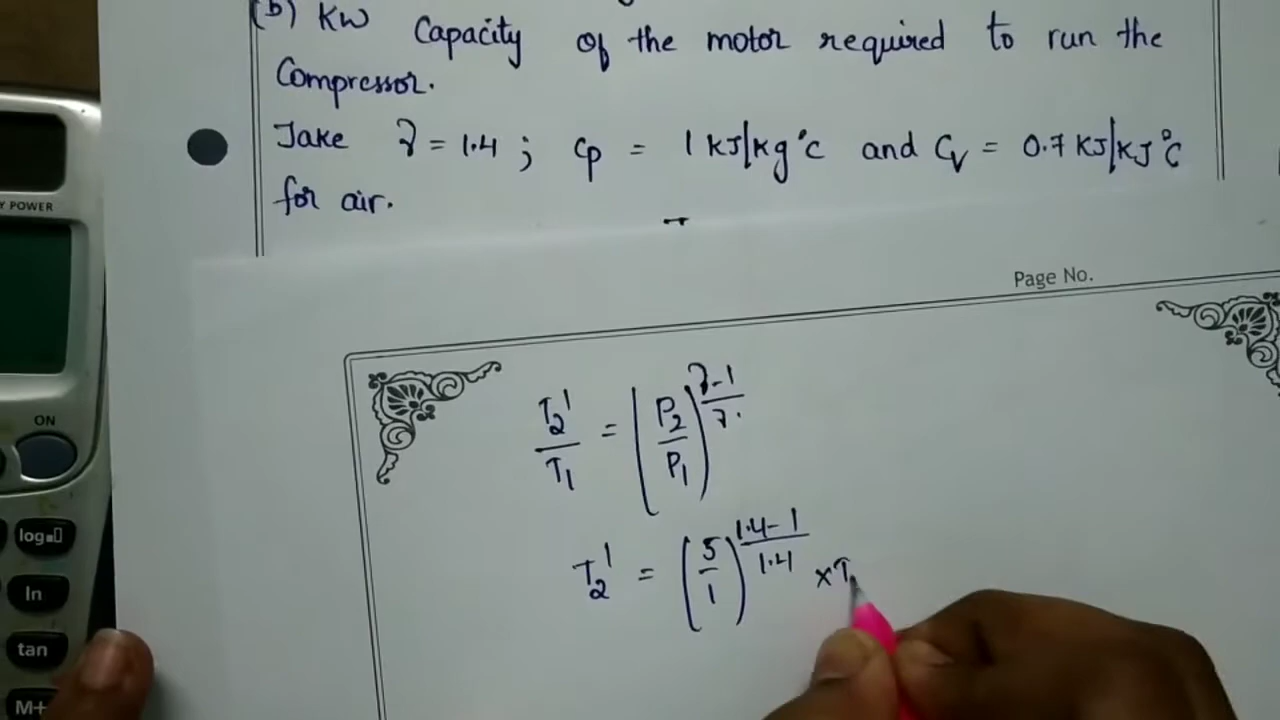 (b) KW Capacity of the motor required to run the
Compressor.
Take γ = 1.4 ; Cp = 1 KJ/Kg°C and Cv = 0.7 KJ/KJ°C
for air.
Y POWER
Page No.
ON
log
ln
tan
M+
T2' / T1 = (P2 / P1)^(γ-1 / γ)
T2' = (5 / 1)^(1.4-1 / 1.4) × T